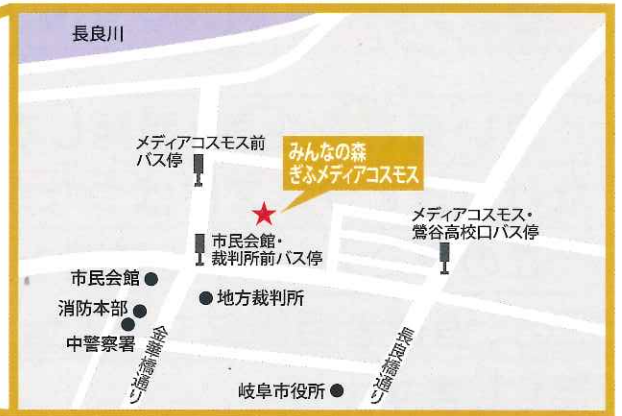 長良川
メディアコスモス前
バス停
みんなの森
ぎふメディアコスモス
メディアコスモス・
鶯谷高校口バス停
市民会館・
裁判所前バス停
市民会館
地方裁判所
消防本部
中警察署
金華橋通り
長良橋通り
岐阜市役所